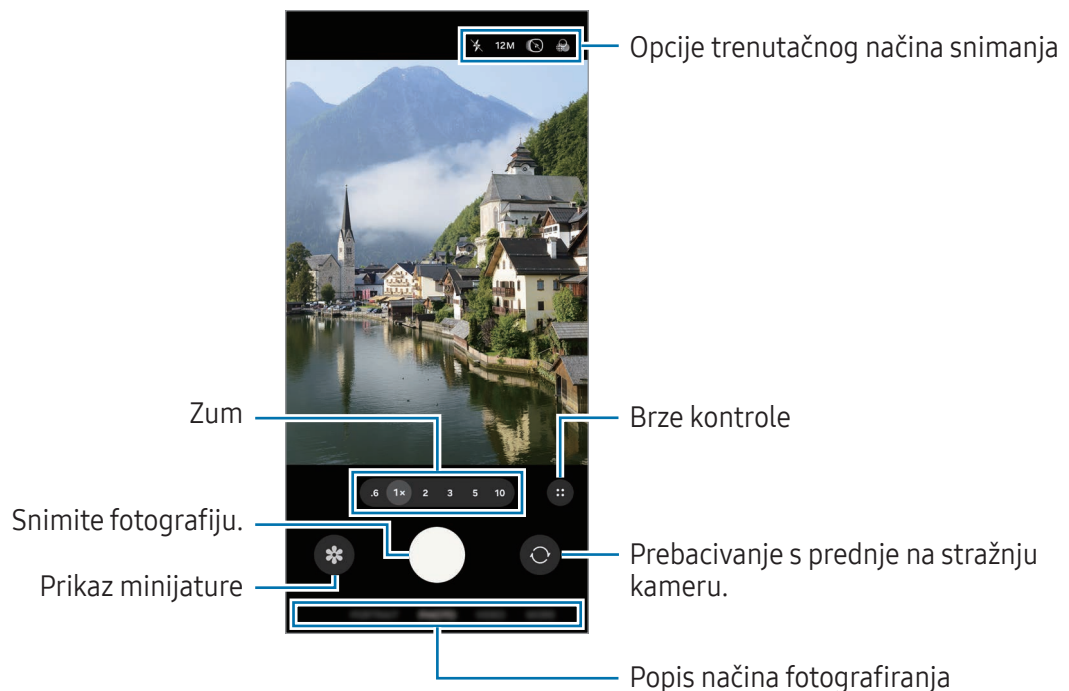 12M
Opcije trenutačnog načina snimanja
Zum
Brze kontrole
.6 1× 2 3 5 10
Snimite fotografiju.
Prebacivanje s prednje na stražnju
kameru.
Prikaz minijature
Popis načina fotografiranja